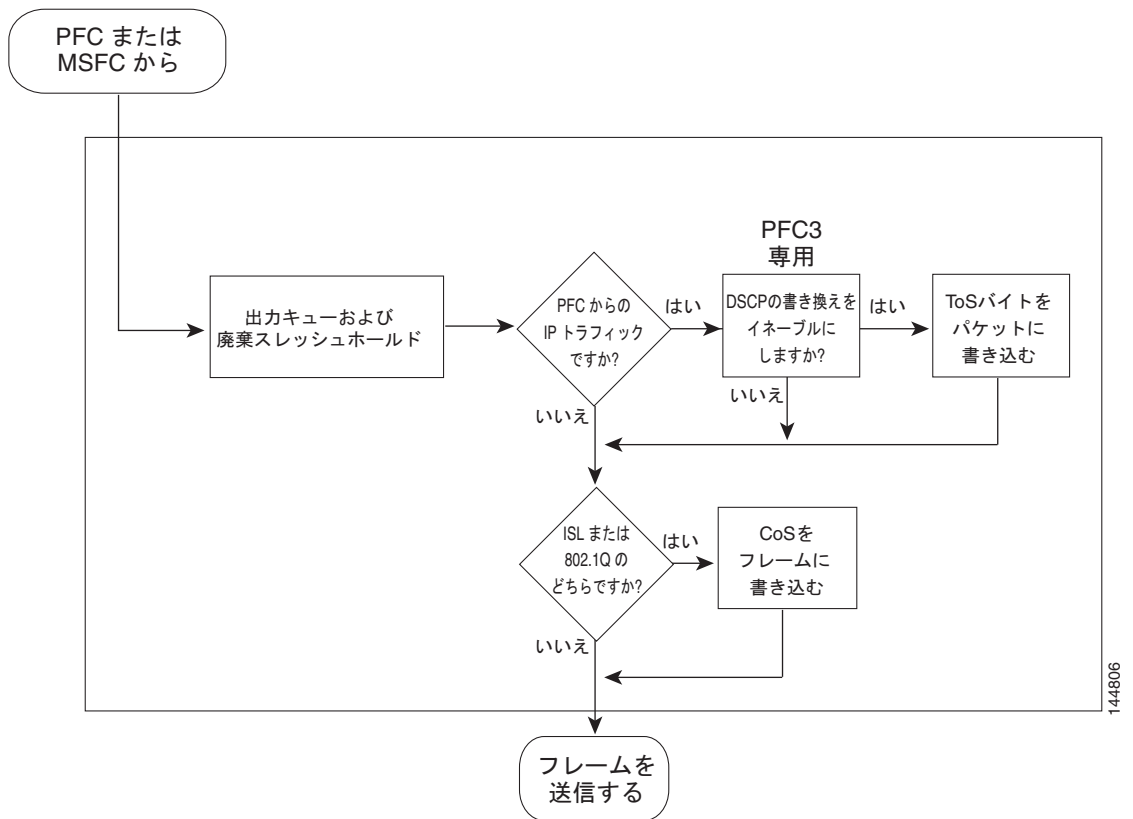 PFC または
MSFC から
出力キューおよび
廃棄スレッシュホールド
PFC からの
IP トラフィック
ですか?
はい
PFC3
専用
DSCPの書き換えを
イネーブルに
しますか?
はい
ToSバイトを
パケットに
書き込む
いいえ
いいえ
ISL または
802.1Q の
どちらですか?
はい
CoSを
フレームに
書き込む
いいえ
フレームを
送信する
144806